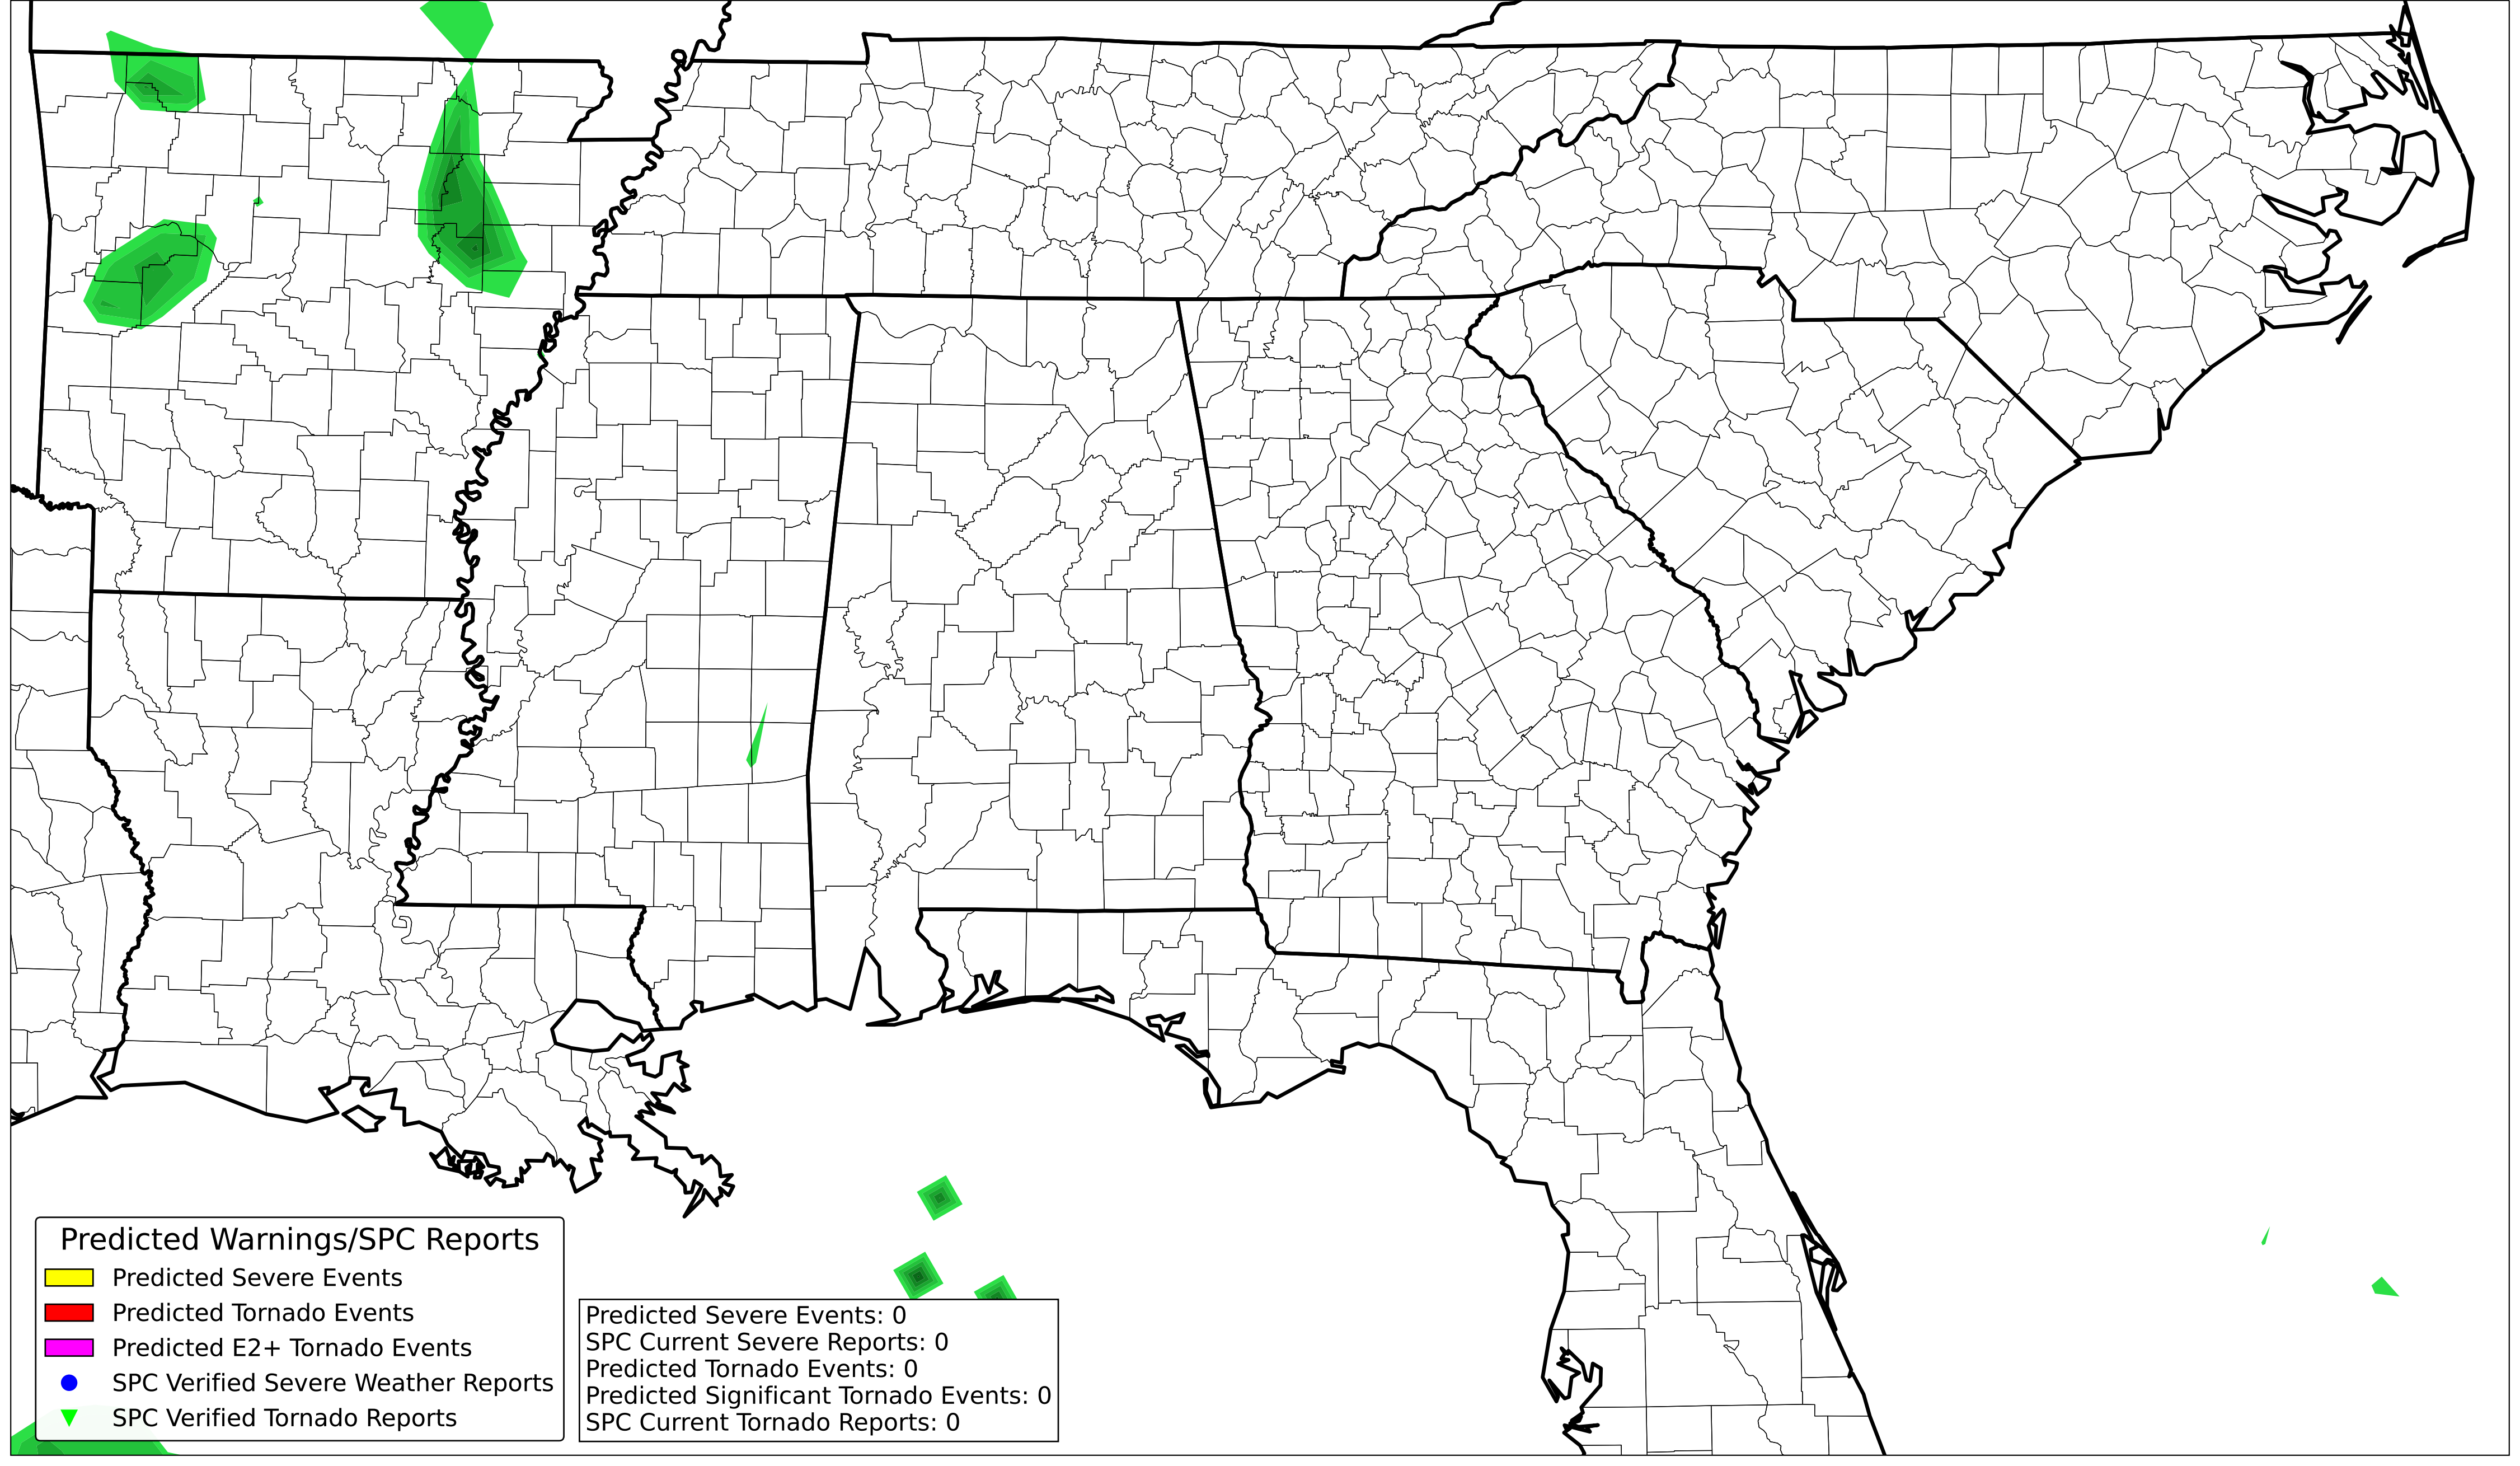 Predicted Warnings/SPC Reports
Predicted Severe Events
Predicted Tornado Events
Predicted E2+ Tornado Events
SPC Verified Severe Weather Reports
SPC Verified Tornado Reports
Predicted Severe Events: 0
SPC Current Severe Reports: 0
Predicted Tornado Events: 0
Predicted Significant Tornado Events: 0
SPC Current Tornado Reports: 0